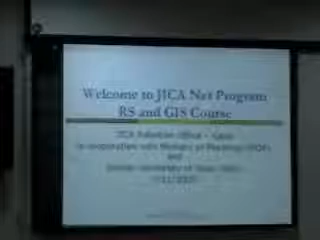 Welcome to JICA Net Program
RS and GIS Course
JICA Palestine Office - Gaza
in cooperation with Ministry of Planning (MOP)
and
Islamic University of Gaza